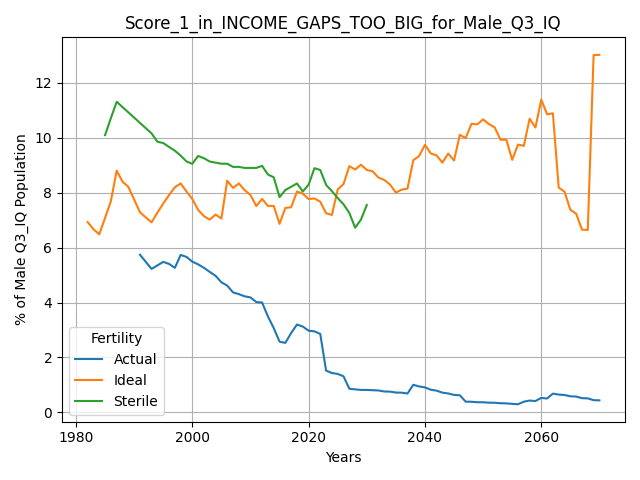 Score_1_in_INCOME_GAPS_TOO_BIG_for_Male_Q3_IQ
% of Male Q3_IQ Population
12
10
8
6
4
2
0
Fertility
Actual
Ideal
Sterile
1980
2000
2020
2040
2060
Years